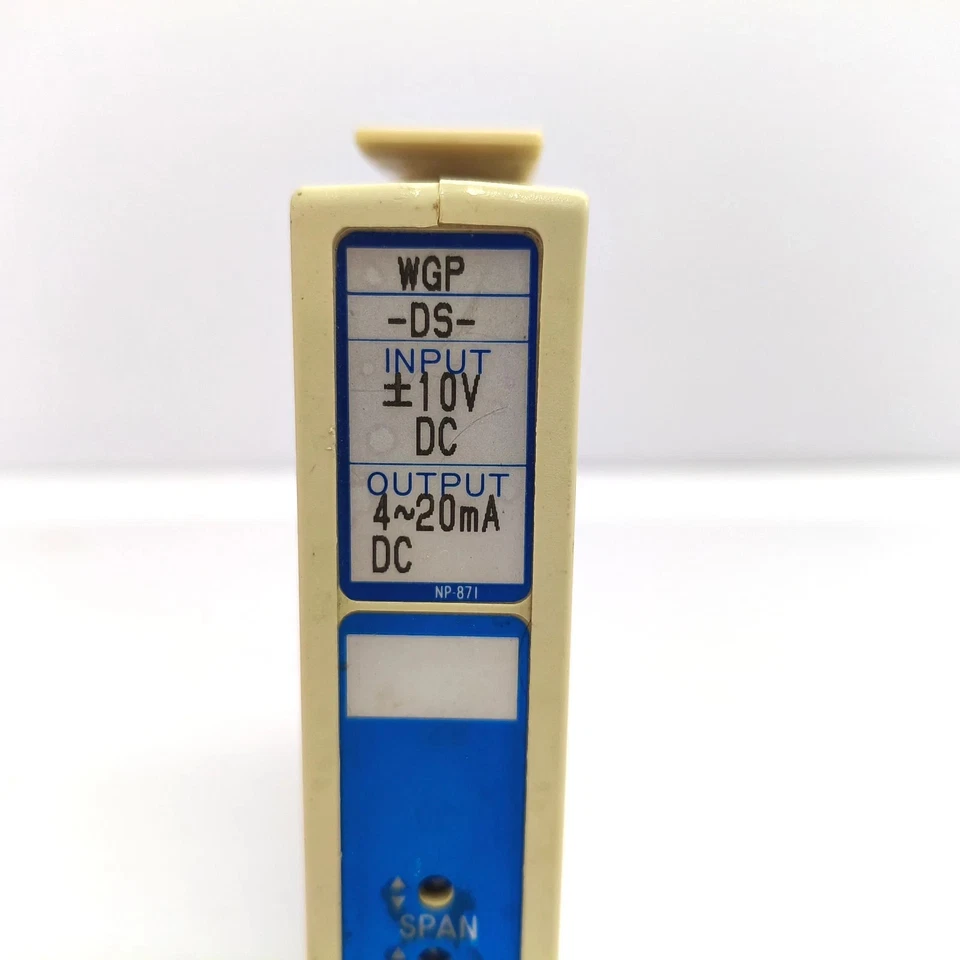 WGP
-DS-
INPUT
±10V
DC
OUTPUT
4~20mA
DC
NP-871
SPAN